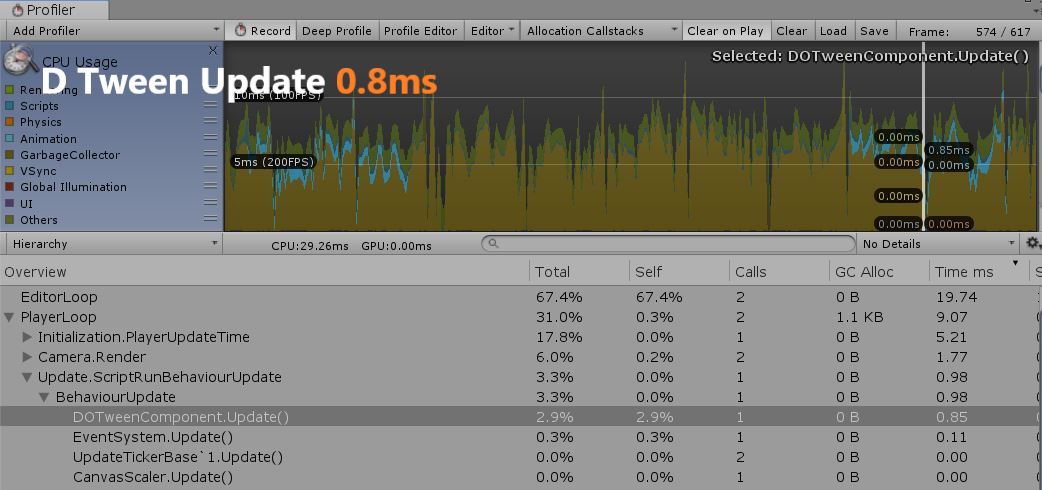 Profiler
Add Profiler Record Deep Profile Profile Editor Editor Allocation Callstacks Clear on Play Clear Load Save Frame: 574 / 617
CPU Usage X
Selected: DOTweenComponent.Update()
D Tween Update 0.8ms
Rendering
Scripts
Physics
Animation
GarbageCollector
VSync
Global Illumination
UI
Others
10ms (100FPS)
5ms (200FPS)
0.00ms
0.85ms
0.00ms 0.00ms
0.00ms
0.00ms 0.00ms
Hierarchy CPU:29.26ms GPU:0.00ms No Details
Overview Total Self Calls GC Alloc Time ms
EditorLoop 67.4% 67.4% 2 0 B 19.74
PlayerLoop 31.0% 0.3% 2 1.1 KB 9.07
Initialization.PlayerUpdateTime 17.8% 0.0% 1 0 B 5.21
Camera.Render 6.0% 0.2% 2 0 B 1.77
Update.ScriptRunBehaviourUpdate 3.3% 0.0% 1 0 B 0.98
BehaviourUpdate 3.3% 0.0% 1 0 B 0.98
DOTweenComponent.Update() 2.9% 2.9% 1 0 B 0.85
EventSystem.Update() 0.3% 0.3% 1 0 B 0.11
UpdateTickerBase`1.Update() 0.0% 0.0% 2 0 B 0.00
CanvasScaler.Update() 0.0% 0.0% 1 0 B 0.00